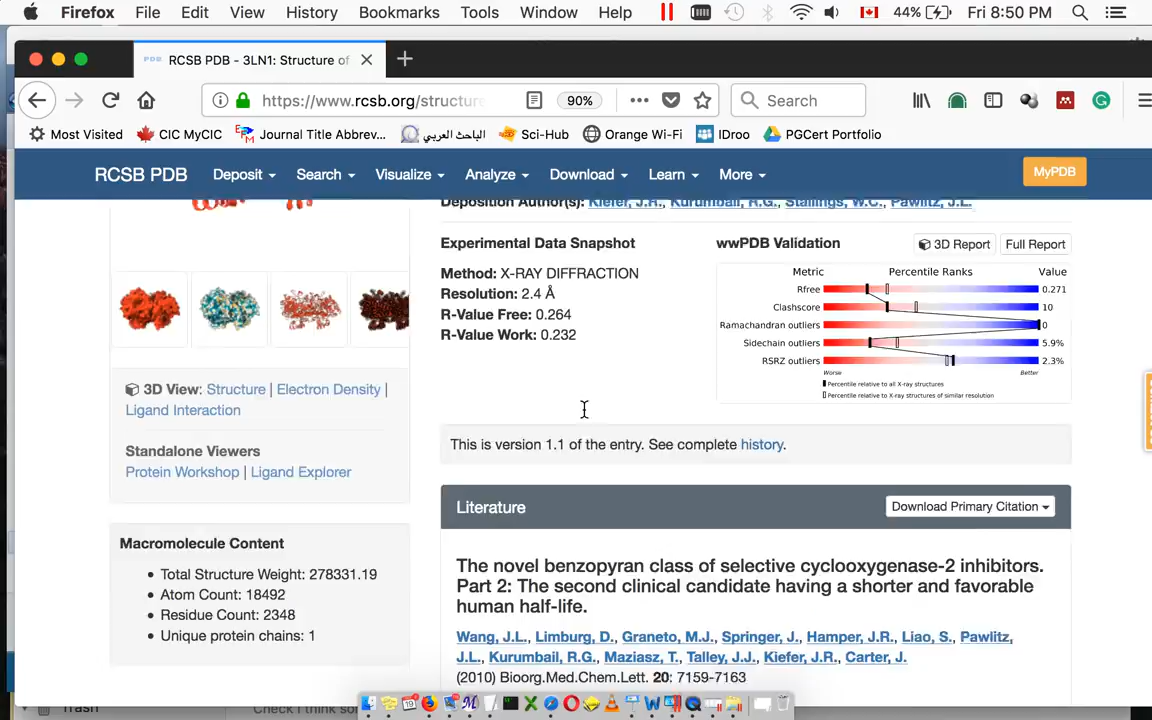 Firefox File Edit View History Bookmarks Tools Window Help 44% Fri 8:50 PM
PDB RCSB PDB - 3LN1: Structure of
https://www.rcsb.org/structure 90% Search
Most Visited CIC MyCIC Journal Title Abbrev... الباحث العربي Sci-Hub Orange Wi-Fi IDroo PGCert Portfolio
RCSB PDB Deposit Search Visualize Analyze Download Learn More MyPDB
Deposition Author(s): Kiefer, J.R., Kurumbail, R.G., Stallings, W.C., Pawlitz, J.L.
Experimental Data Snapshot
Method: X-RAY DIFFRACTION
Resolution: 2.4 Å
R-Value Free: 0.264
R-Value Work: 0.232
wwPDB Validation 3D Report Full Report
Metric Percentile Ranks Value
Rfree 0.271
Clashscore 10
Ramachandran outliers 0
Sidechain outliers 5.9%
RSRZ outliers 2.3%
Worse Better
Percentile relative to all X-ray structures
Percentile relative to X-ray structures of similar resolution
3D View: Structure | Electron Density |
Ligand Interaction
Standalone Viewers
Protein Workshop | Ligand Explorer
This is version 1.1 of the entry. See complete history.
Macromolecule Content
Total Structure Weight: 278331.19
Atom Count: 18492
Residue Count: 2348
Unique protein chains: 1
Literature Download Primary Citation
The novel benzopyran class of selective cyclooxygenase-2 inhibitors.
Part 2: The second clinical candidate having a shorter and favorable
human half-life.
Wang, J.L., Limburg, D., Graneto, M.J., Springer, J., Hamper, J.R., Liao, S., Pawlitz,
J.L., Kurumbail, R.G., Maziasz, T., Talley, J.J., Kiefer, J.R., Carter, J.
(2010) Bioorg.Med.Chem.Lett. 20: 7159-7163
Trash Check I think so